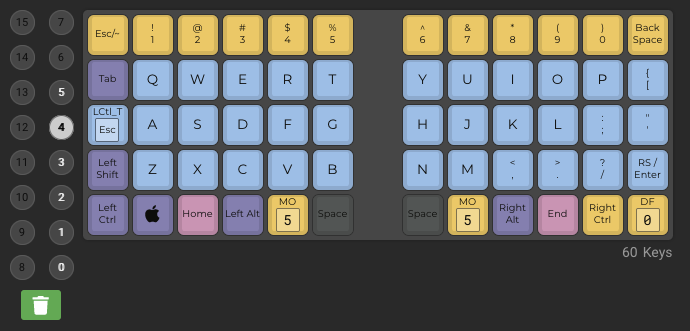 15 7 Esc/~ ! 1 @ 2 # 3 $ 4 % 5 ^ 6 & 7 * 8 ( 9 ) 0 Back Space
14 6
13 5 Tab Q W E R T Y U I O P { [
12 4 LCtl_T Esc A S D F G H J K L : ; " '
11 3 Left Shift Z X C V B N M < , > . ? / RS / Enter
10 2
9 1 Left Ctrl Home Left Alt MO 5 Space Space MO 5 Right Alt End Right Ctrl DF 0
8 0
60 Keys